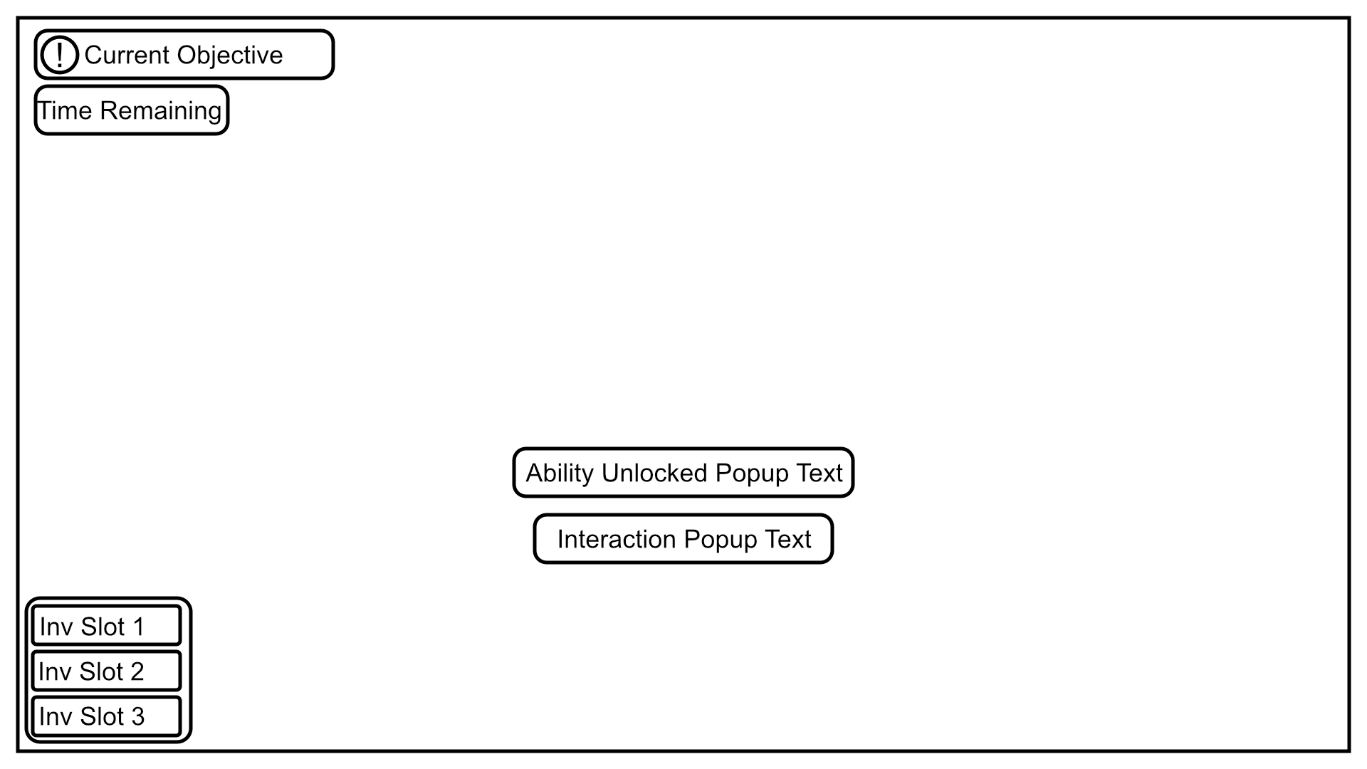 ! Current Objective
Time Remaining
Ability Unlocked Popup Text
Interaction Popup Text
Inv Slot 1
Inv Slot 2
Inv Slot 3